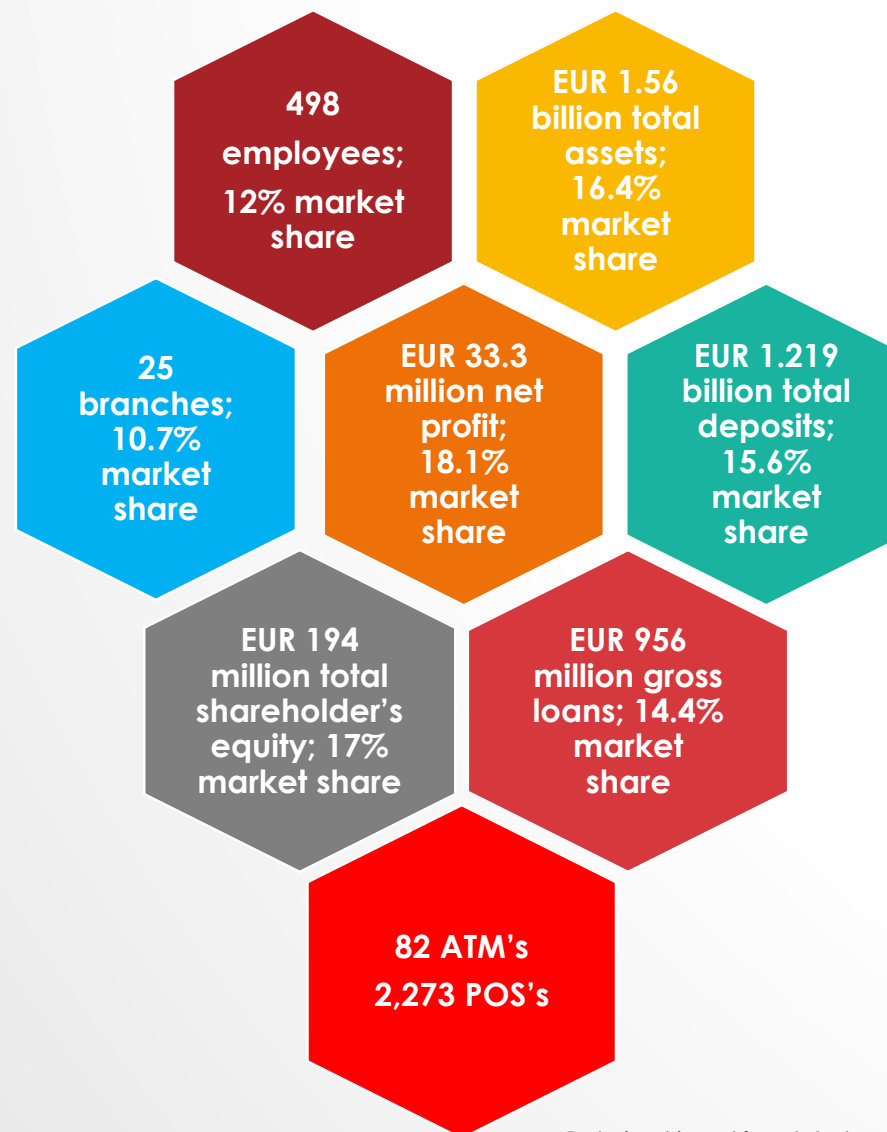 498
employees;
12% market
share
EUR 1.56
billion total
assets;
16.4%
market
share
25
branches;
10.7%
market
share
EUR 33.3
million net
profit;
18.1%
market
share
EUR 1.219
billion total
deposits;
15.6%
market
share
EUR 194
million total
shareholder’s
equity; 17%
market share
EUR 956
million gross
loans; 14.4%
market
share
82 ATM’s
2,273 POS’s